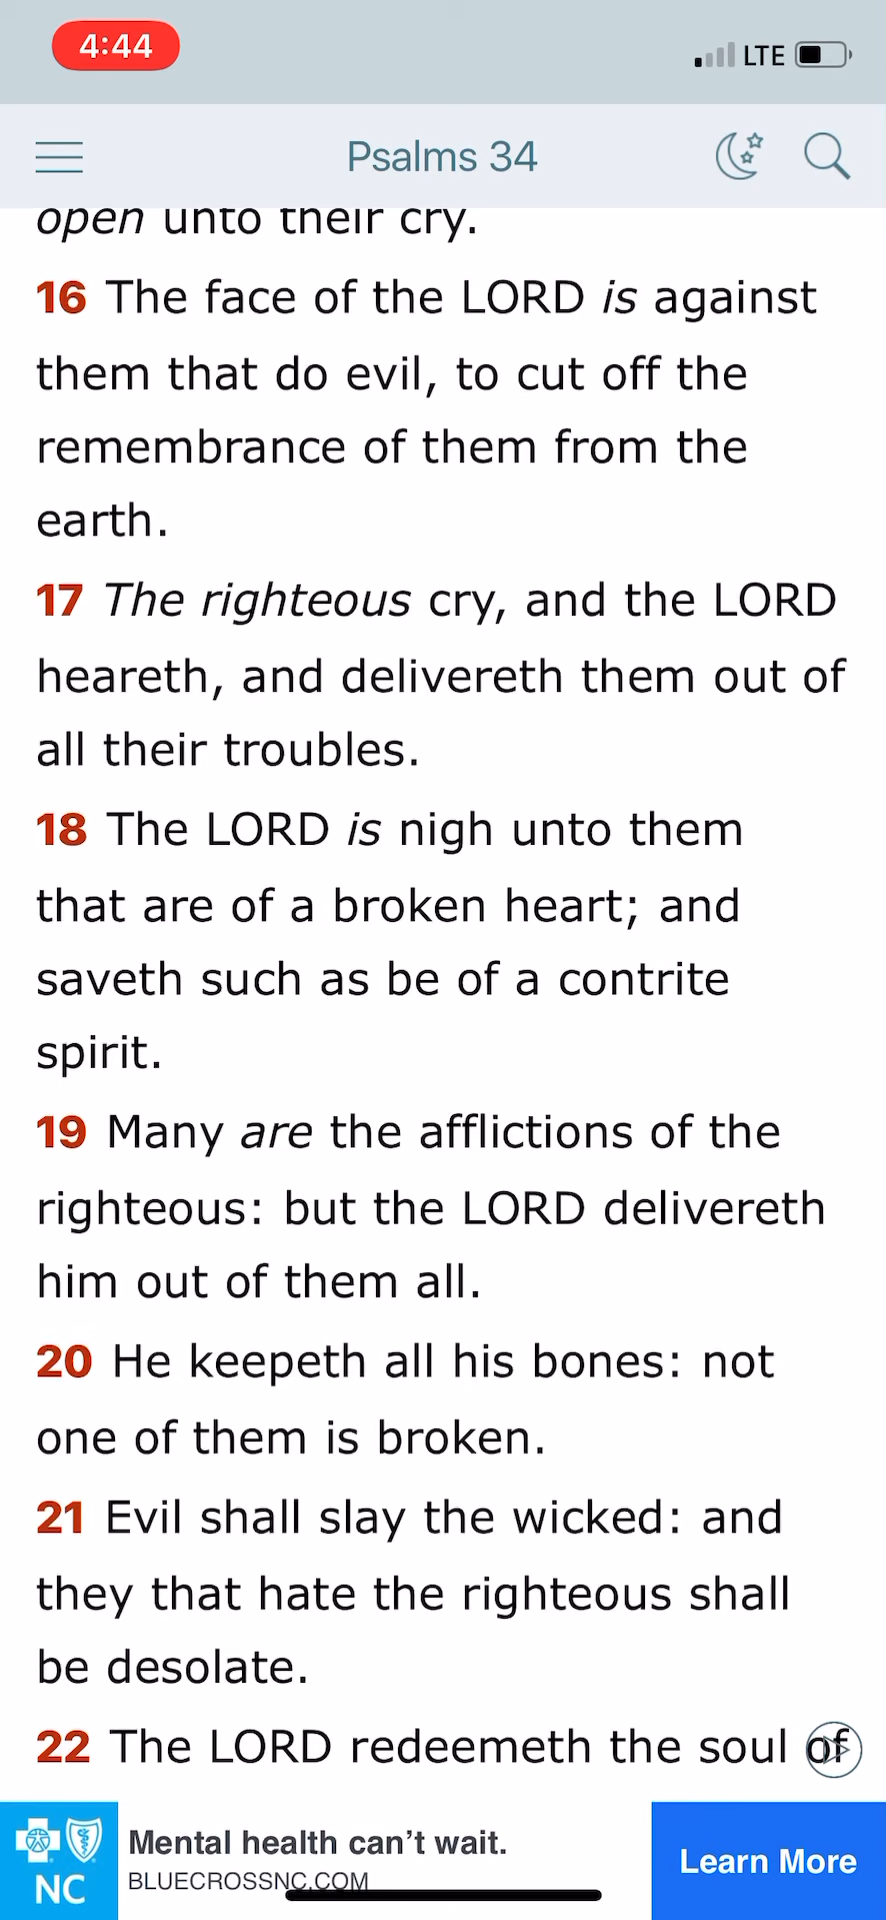 4:44
LTE
Psalms 34
open unto their cry.
16 The face of the LORD is against
them that do evil, to cut off the
remembrance of them from the
earth.
17 The righteous cry, and the LORD
heareth, and delivereth them out of
all their troubles.
18 The LORD is nigh unto them
that are of a broken heart; and
saveth such as be of a contrite
spirit.
19 Many are the afflictions of the
righteous: but the LORD delivereth
him out of them all.
20 He keepeth all his bones: not
one of them is broken.
21 Evil shall slay the wicked: and
they that hate the righteous shall
be desolate.
22 The LORD redeemeth the soul of
NC
Mental health can’t wait.
BLUECROSSNC.COM
Learn More